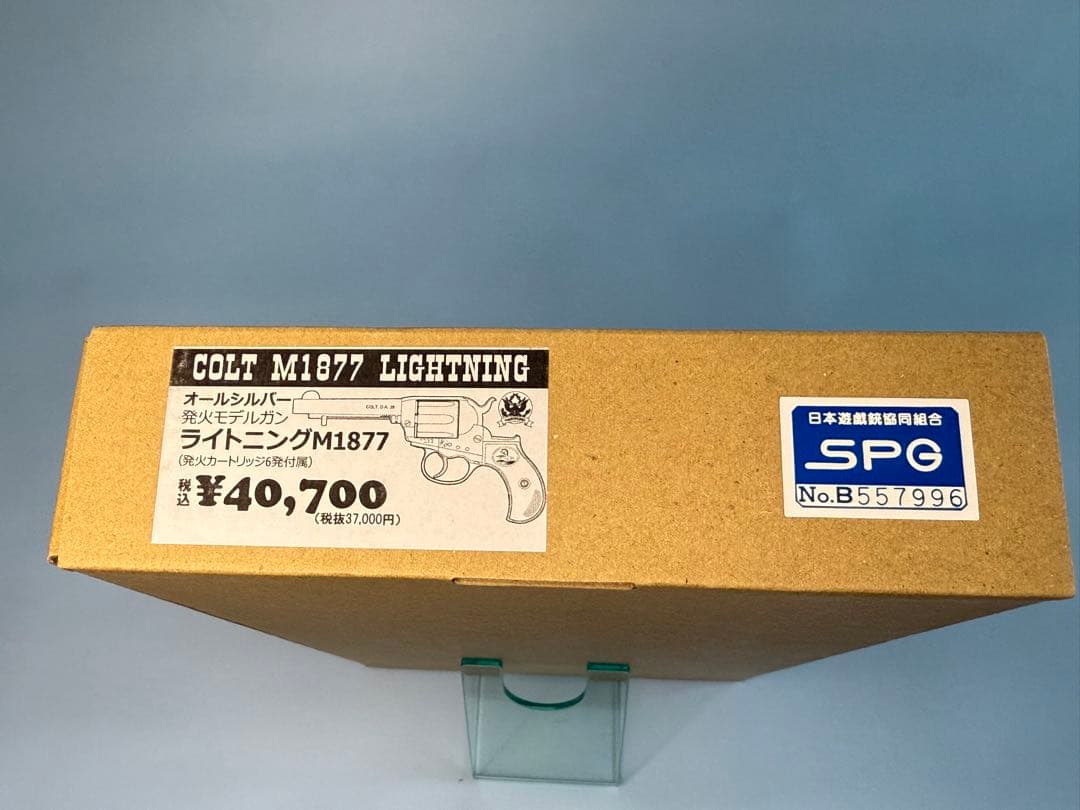 COLT M1877 LIGHTNING
オールシルバー
発火モデルガン
ライトニングM1877
(発火カートリッジ6発付属)
税込 ¥40,700
(税抜37,000円)
COLT. D.A. 38
日本遊戯銃協同組合
SPG
No.B557996